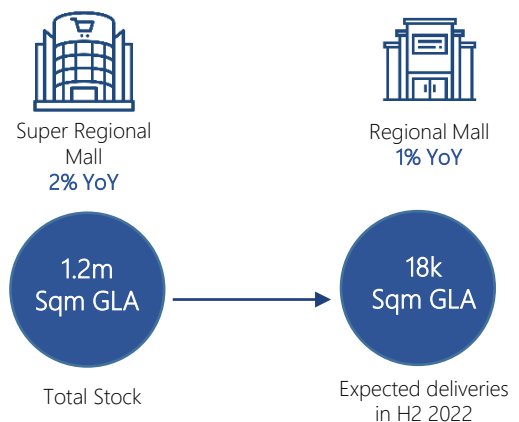 Super Regional
Mall
2% YoY
Regional Mall
1% YoY
1.2m
Sqm GLA
18k
Sqm GLA
Total Stock
Expected deliveries
in H2 2022